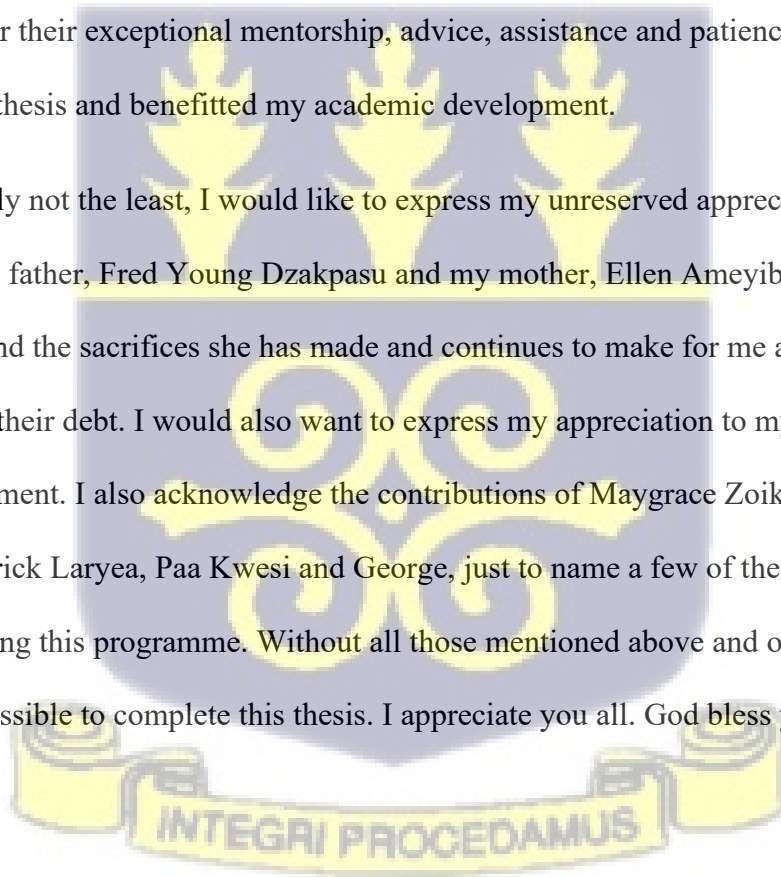 r their exceptional mentorship, advice, assistance and patienc
thesis and benefitted my academic development.
ly not the least, I would like to express my unreserved apprec
father, Fred Young Dzakpasu and my mother, Ellen Ameyib
nd the sacrifices she has made and continues to make for me a
their debt. I would also want to express my appreciation to my
ment. I also acknowledge the contributions of Maygrace Zoik
rick Laryea, Paa Kwesi and George, just to name a few of the
ng this programme. Without all those mentioned above and o
ssible to complete this thesis. I appreciate you all. God bless
INTEGRI PROCEDAMUS